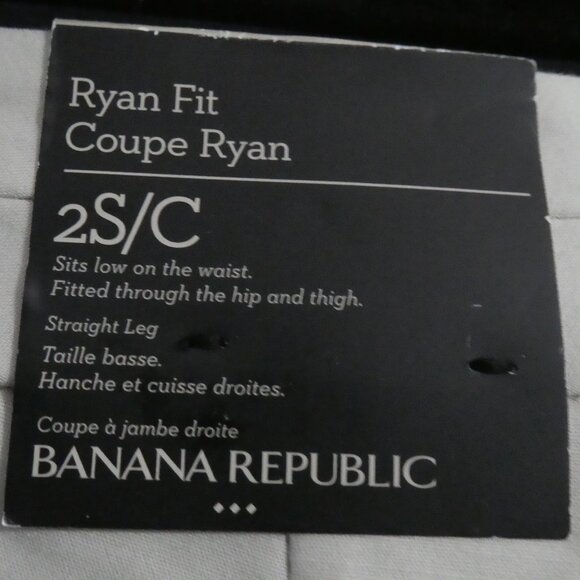 Ryan Fit
Coupe Ryan
2S/C
Sits low on the waist.
Fitted through the hip and thigh.
Straight Leg
Taille basse.
Hanche et cuisse droites.
Coupe à jambe droite
BANANA REPUBLIC